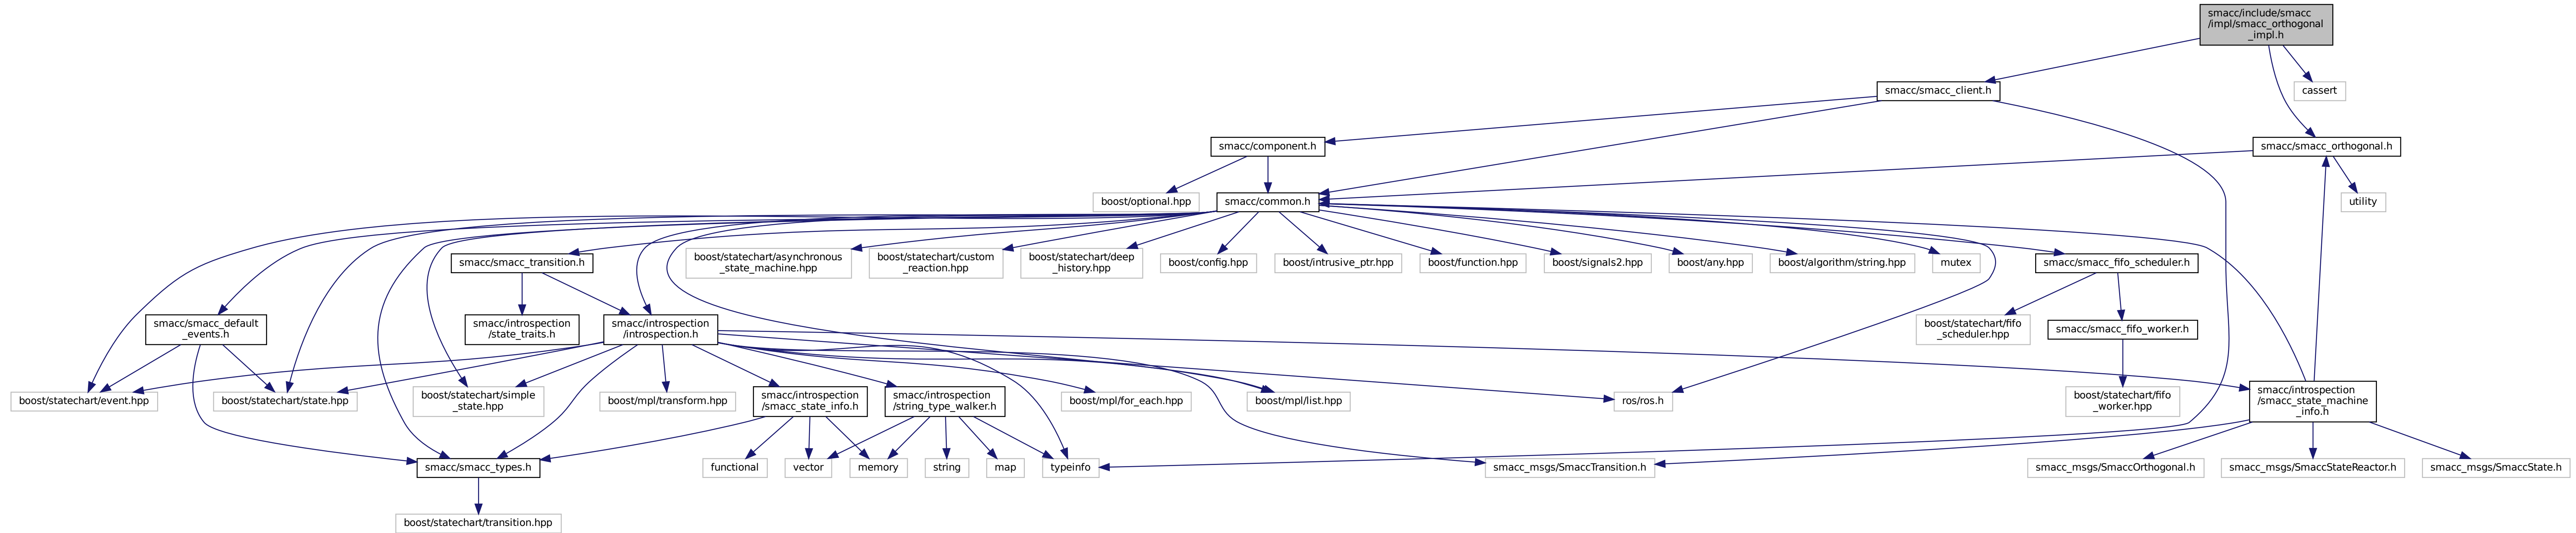 smacc/include/smacc
/impl/smacc_orthogonal
_impl.h
smacc/smacc_client.h
cassert
smacc/component.h
smacc/smacc_orthogonal.h
boost/optional.hpp
smacc/common.h
utility
smacc/smacc_transition.h
boost/statechart/asynchronous
_state_machine.hpp
boost/statechart/custom
_reaction.hpp
boost/statechart/deep
_history.hpp
boost/config.hpp
boost/intrusive_ptr.hpp
boost/function.hpp
boost/signals2.hpp
boost/any.hpp
boost/algorithm/string.hpp
mutex
smacc/smacc_fifo_scheduler.h
smacc/smacc_default
_events.h
smacc/introspection
/state_traits.h
smacc/introspection
/introspection.h
boost/statechart/fifo
_scheduler.hpp
smacc/smacc_fifo_worker.h
boost/statechart/event.hpp
boost/statechart/state.hpp
boost/statechart/simple
_state.hpp
boost/mpl/transform.hpp
smacc/introspection
/smacc_state_info.h
smacc/introspection
/string_type_walker.h
boost/mpl/for_each.hpp
boost/mpl/list.hpp
ros/ros.h
boost/statechart/fifo
_worker.hpp
smacc/introspection
/smacc_state_machine
_info.h
smacc/smacc_types.h
functional
vector
memory
string
map
typeinfo
smacc_msgs/SmaccTransition.h
smacc_msgs/SmaccOrthogonal.h
smacc_msgs/SmaccStateReactor.h
smacc_msgs/SmaccState.h
boost/statechart/transition.hpp